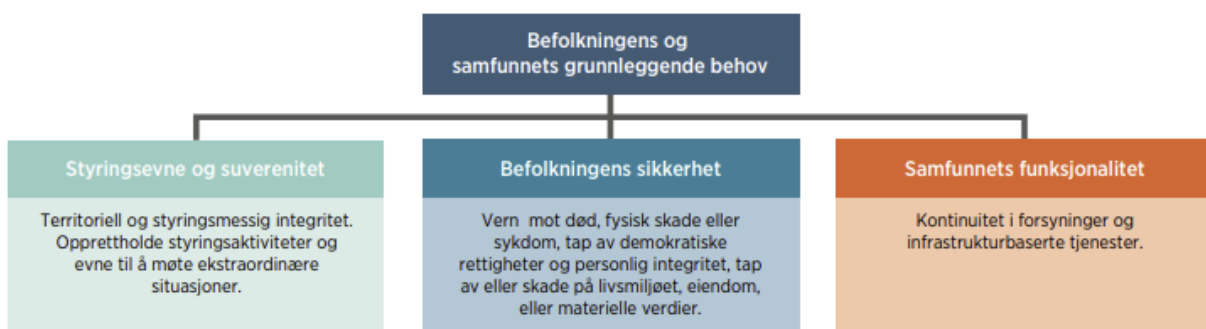 Befolkningens og
samfunnets grunnleggende behov
Styringsevne og suverenitet
Territoriell og styringsmessig integritet.
Opprettholde styringsaktiviteter og
evne til å møte ekstraordinære
situasjoner.
Befolkningens sikkerhet
Vern mot død, fysisk skade eller
sykdom, tap av demokratiske
rettigheter og personlig integritet, tap
av eller skade på livsmiljøet, eiendom,
eller materielle verdier.
Samfunnets funksjonalitet
Kontinuitet i forsyninger og
infrastrukturbaserte tjenester.